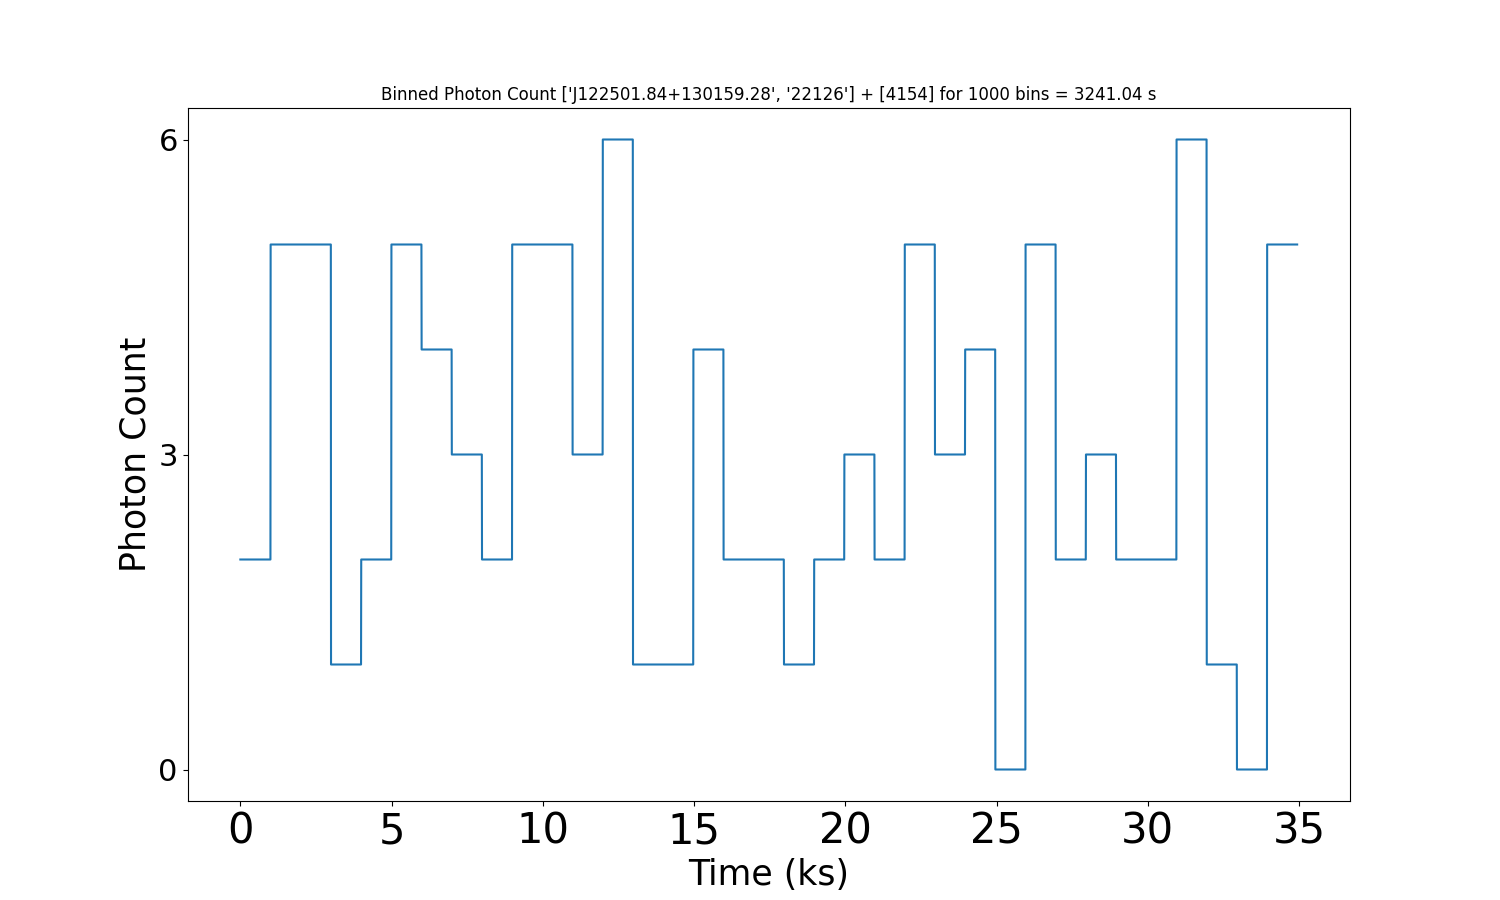 Binned Photon Count ['J122501.84+130159.28', '22126'] + [4154] for 1000 bins = 3241.04 s
6
3
0
Photon Count
0 5 10 15 20 25 30 35
Time (ks)